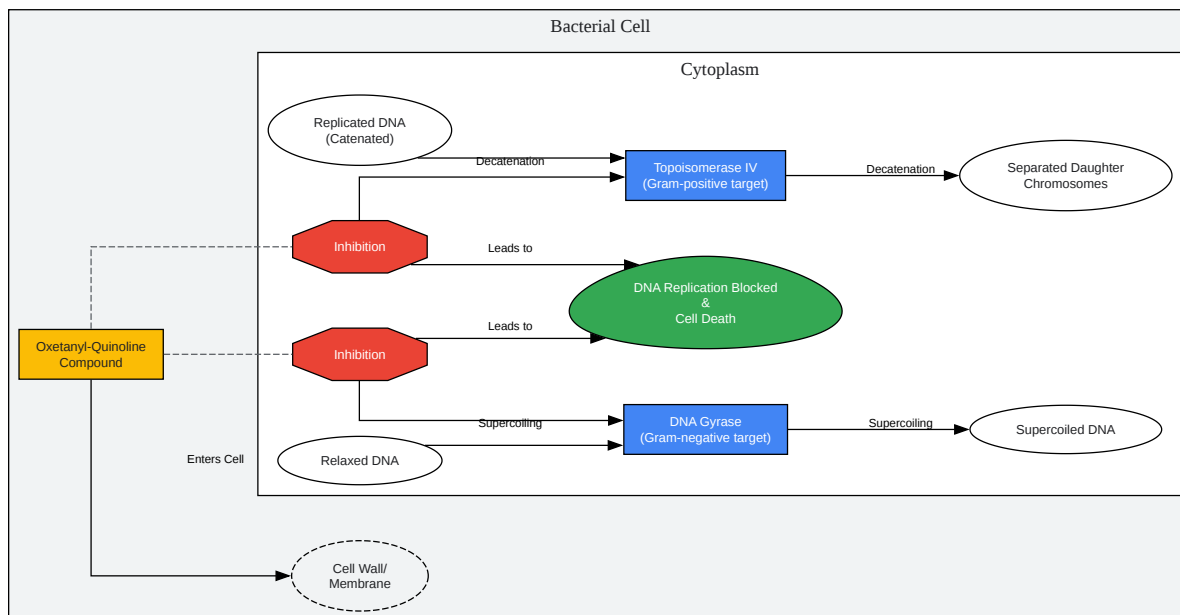 Bacterial Cell
Cytoplasm
Replicated DNA
(Catenated)
Decatenation
Topoisomerase IV
(Gram-positive target)
Decatenation
Separated Daughter
Chromosomes
Inhibition
Leads to
DNA Replication Blocked
&
Cell Death
Oxetanyl-Quinoline
Compound
Inhibition
Leads to
Supercoiling
DNA Gyrase
(Gram-negative target)
Supercoiling
Supercoiled DNA
Relaxed DNA
Enters Cell
Cell Wall/
Membrane